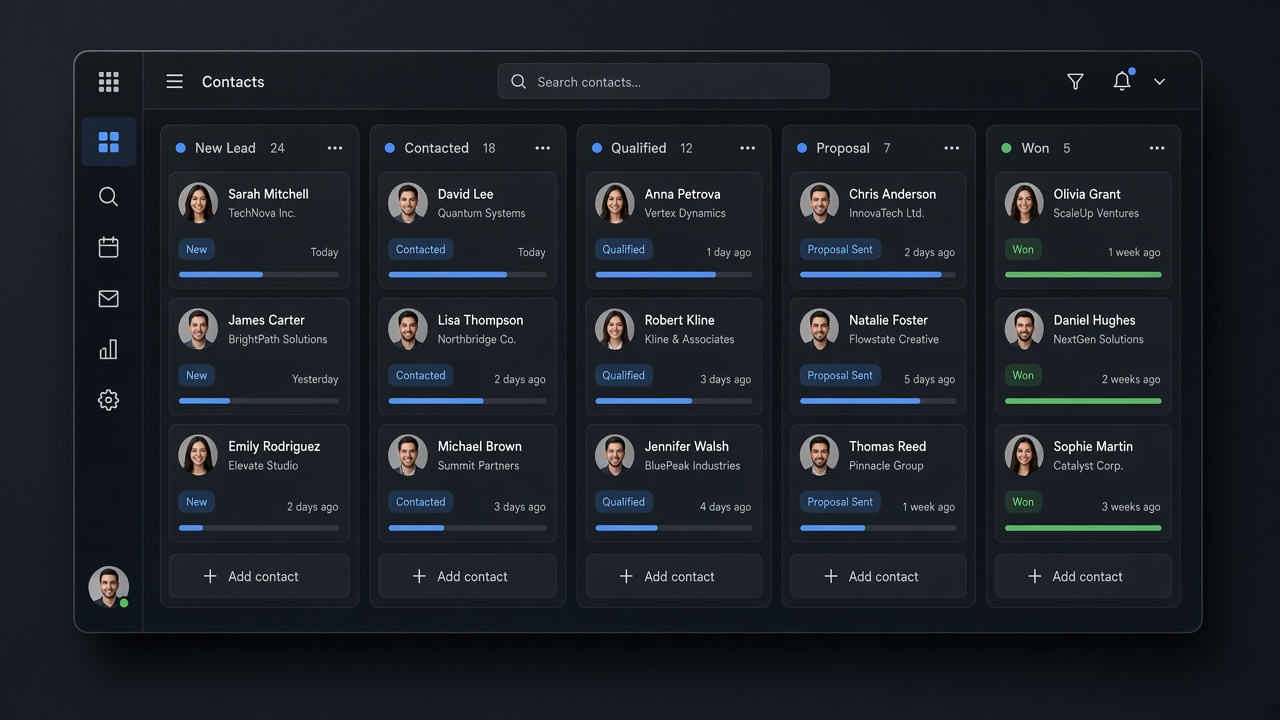 Contacts
Search contacts...
New Lead 24
Sarah Mitchell
TechNova Inc.
New Today
James Carter
BrightPath Solutions
New Yesterday
Emily Rodriguez
Elevate Studio
New 2 days ago
Add contact
Contacted 18
David Lee
Quantum Systems
Contacted Today
Lisa Thompson
Northbridge Co.
Contacted 2 days ago
Michael Brown
Summit Partners
Contacted 3 days ago
Add contact
Qualified 12
Anna Petrova
Vertex Dynamics
Qualified 1 day ago
Robert Kline
Kline & Associates
Qualified 3 days ago
Jennifer Walsh
BluePeak Industries
Qualified 4 days ago
Add contact
Proposal 7
Chris Anderson
InnovaTech Ltd.
Proposal Sent 2 days ago
Natalie Foster
Flowstate Creative
Proposal Sent 5 days ago
Thomas Reed
Pinnacle Group
Proposal Sent 1 week ago
Add contact
Won 5
Olivia Grant
ScaleUp Ventures
Won 1 week ago
Daniel Hughes
NextGen Solutions
Won 2 weeks ago
Sophie Martin
Catalyst Corp.
Won 3 weeks ago
Add contact